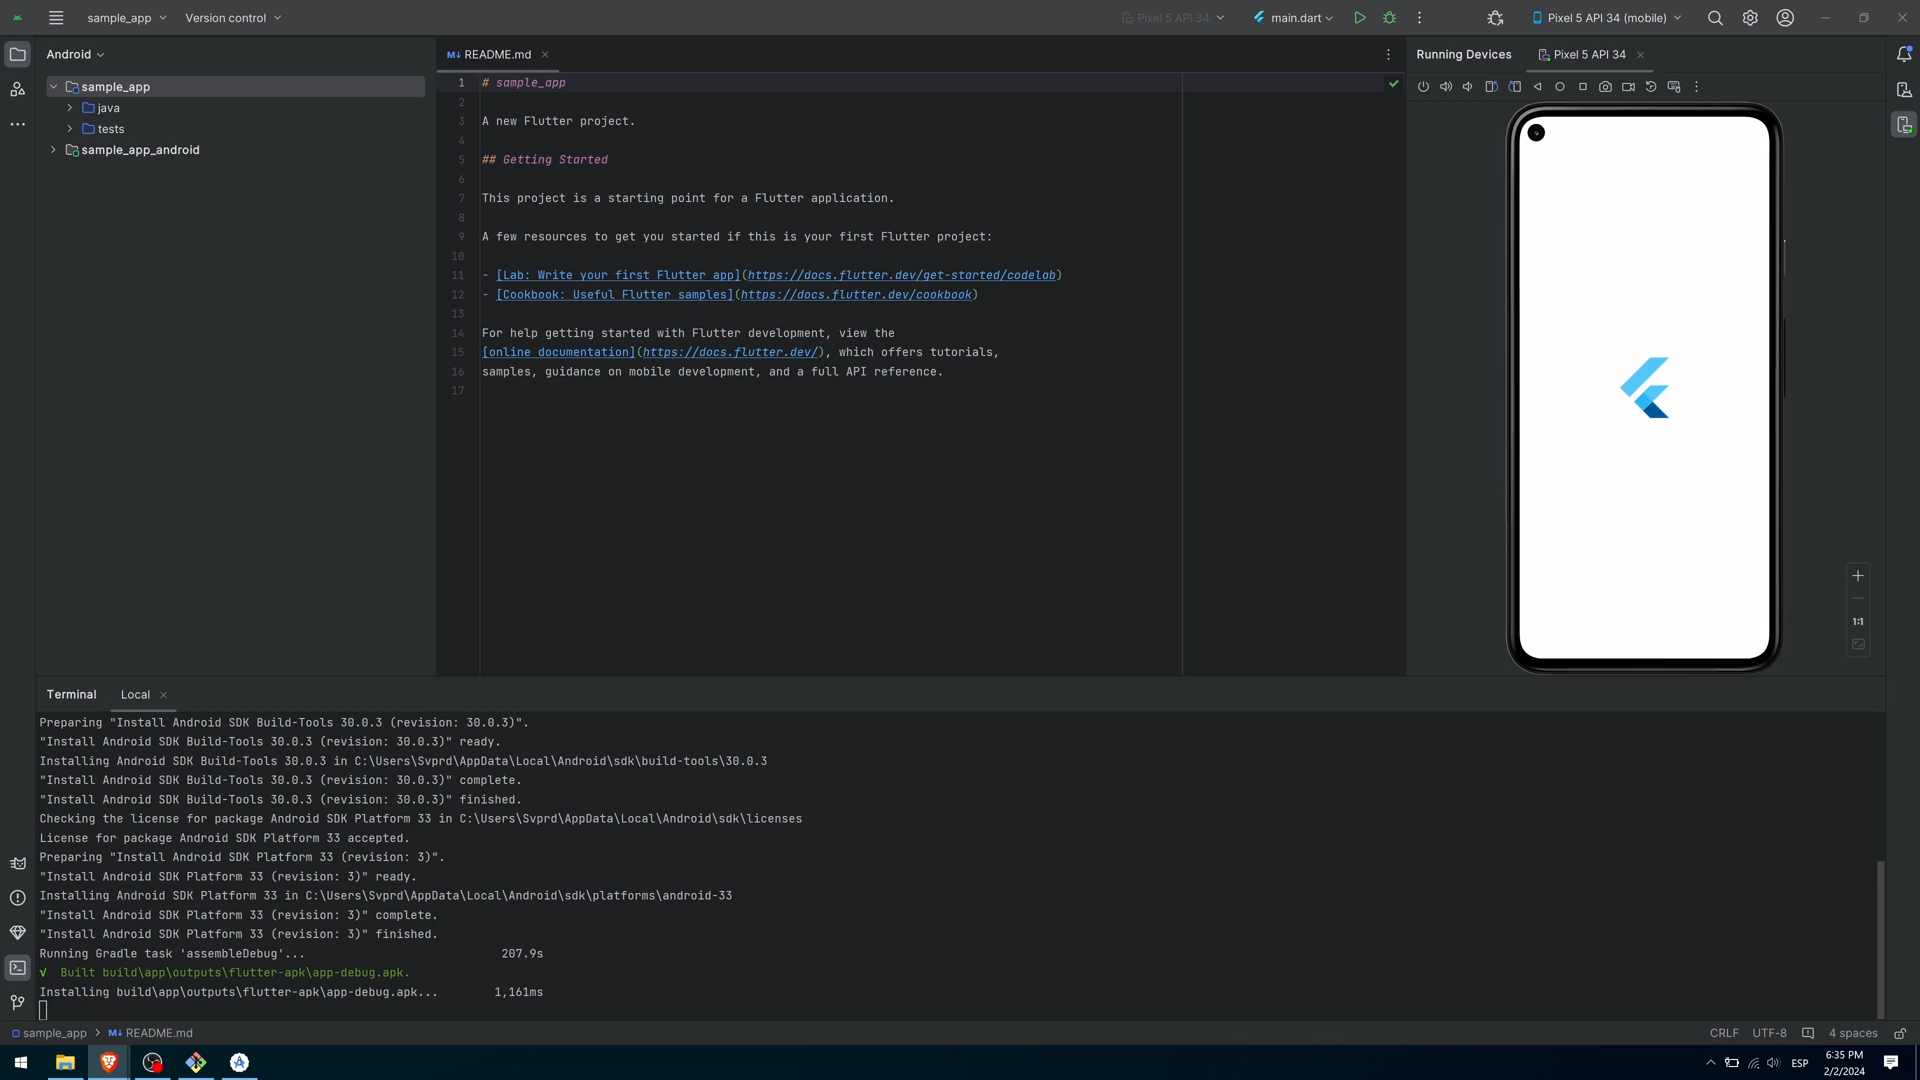 sample_app
Version control
Pixel 5 API 34
main.dart
Pixel 5 API 34 (mobile)
Android
README.md
Running Devices
Pixel 5 API 34
sample_app
java
tests
sample_app_android
1 # sample_app
2
3 A new Flutter project.
4
5 ## Getting Started
6
7 This project is a starting point for a Flutter application.
8
9 A few resources to get you started if this is your first Flutter project:
10
11 - [Lab: Write your first Flutter app](https://docs.flutter.dev/get-started/codelab)
12 - [Cookbook: Useful Flutter samples](https://docs.flutter.dev/cookbook)
13
14 For help getting started with Flutter development, view the
15 [online documentation](https://docs.flutter.dev/), which offers tutorials,
16 samples, guidance on mobile development, and a full API reference.
17
1:1
Terminal
Local
Preparing "Install Android SDK Build-Tools 30.0.3 (revision: 30.0.3)".
"Install Android SDK Build-Tools 30.0.3 (revision: 30.0.3)" ready.
Installing Android SDK Build-Tools 30.0.3 in C:\Users\Svprd\AppData\Local\Android\sdk\build-tools\30.0.3
"Install Android SDK Build-Tools 30.0.3 (revision: 30.0.3)" complete.
"Install Android SDK Build-Tools 30.0.3 (revision: 30.0.3)" finished.
Checking the license for package Android SDK Platform 33 in C:\Users\Svprd\AppData\Local\Android\sdk\licenses
License for package Android SDK Platform 33 accepted.
Preparing "Install Android SDK Platform 33 (revision: 3)".
"Install Android SDK Platform 33 (revision: 3)" ready.
Installing Android SDK Platform 33 in C:\Users\Svprd\AppData\Local\Android\sdk\platforms\android-33
"Install Android SDK Platform 33 (revision: 3)" complete.
"Install Android SDK Platform 33 (revision: 3)" finished.
Running Gradle task 'assembleDebug'... 207.9s
√ Built build\app\outputs\flutter-apk\app-debug.apk.
Installing build\app\outputs\flutter-apk\app-debug.apk... 1,161ms
sample_app > README.md
CRLF UTF-8 4 spaces
ESP
6:35 PM
2/2/2024